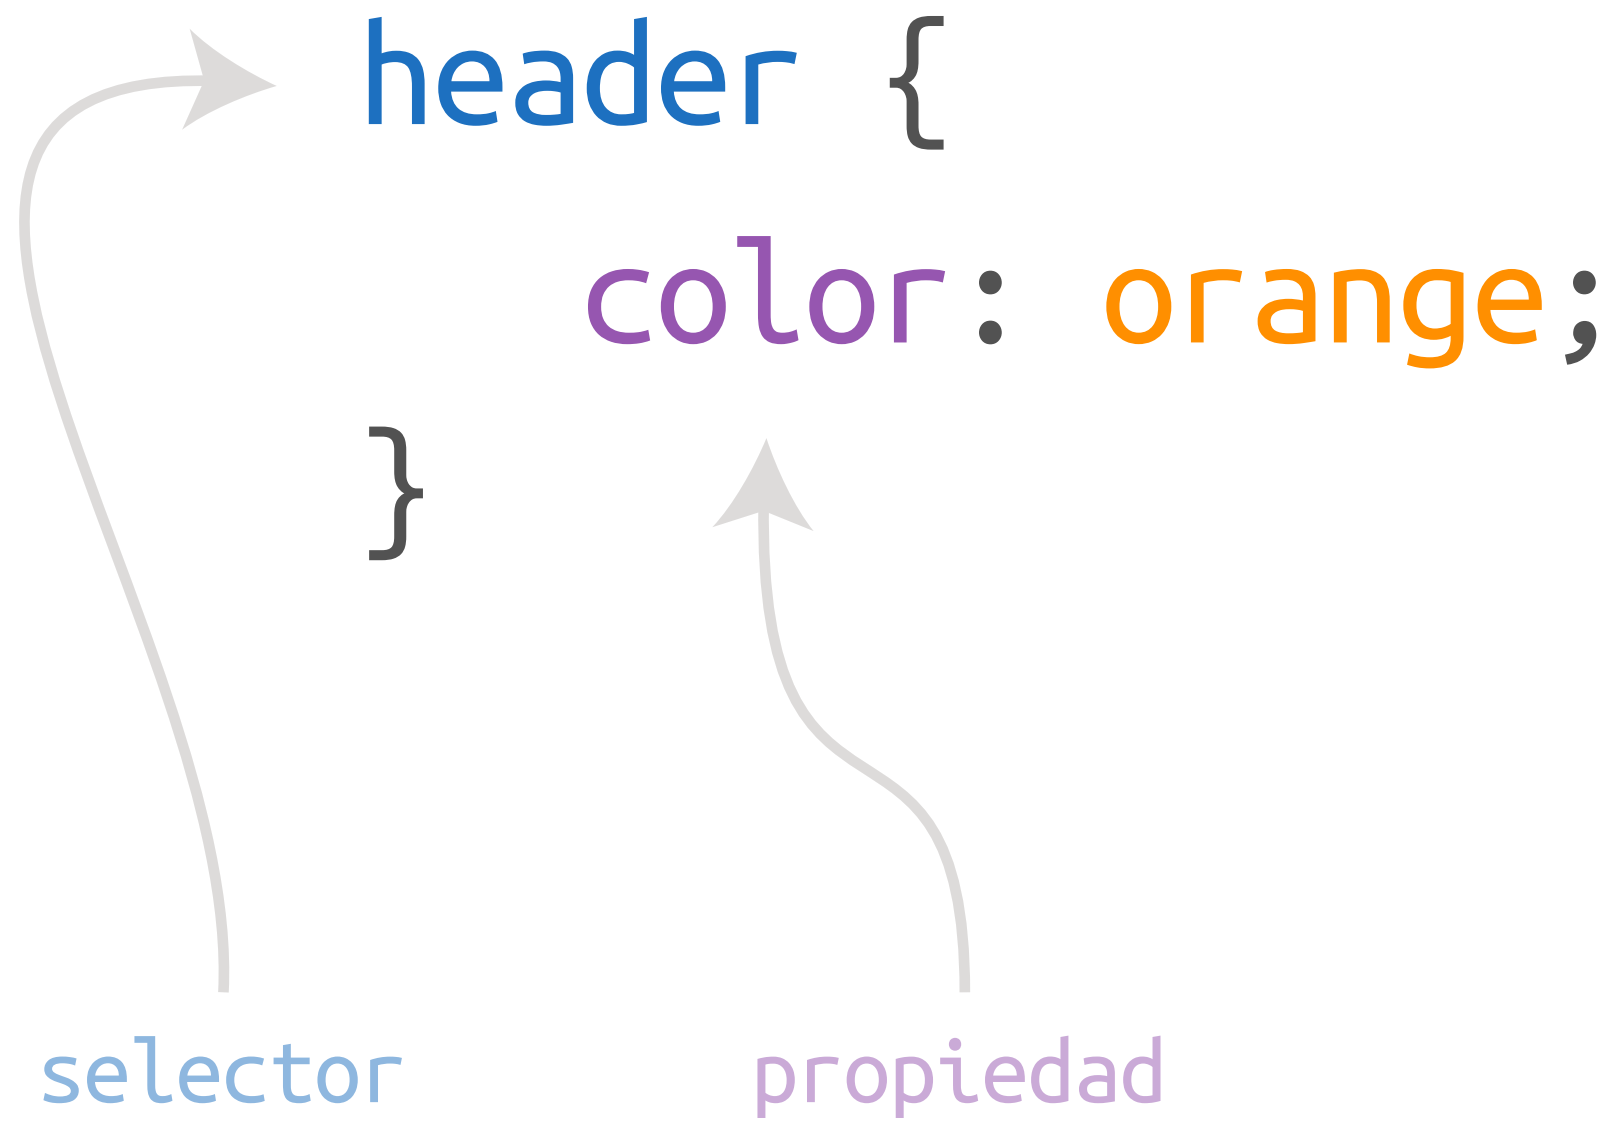 header {
color: orange;
}
selector propiedad